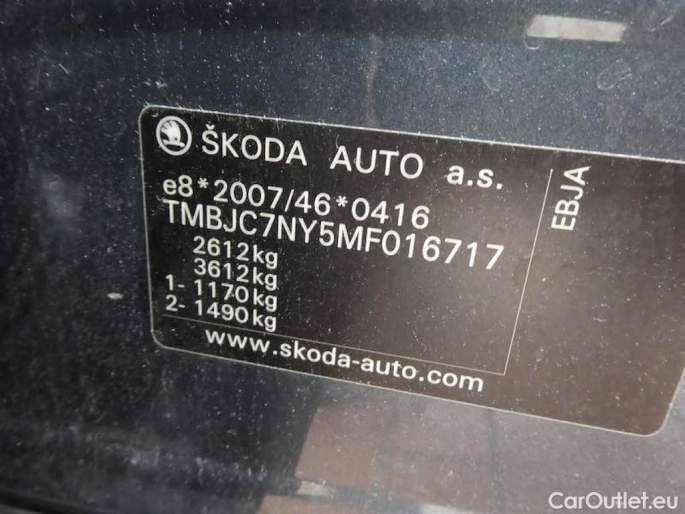 ŠKODA AUTO a.s.
e8*2007/46*0416
TMBJC7NY5MF016717
2612kg
3612kg
1- 1170kg
2- 1490kg
www.skoda-auto.com
EBJA
CarOutlet.eu